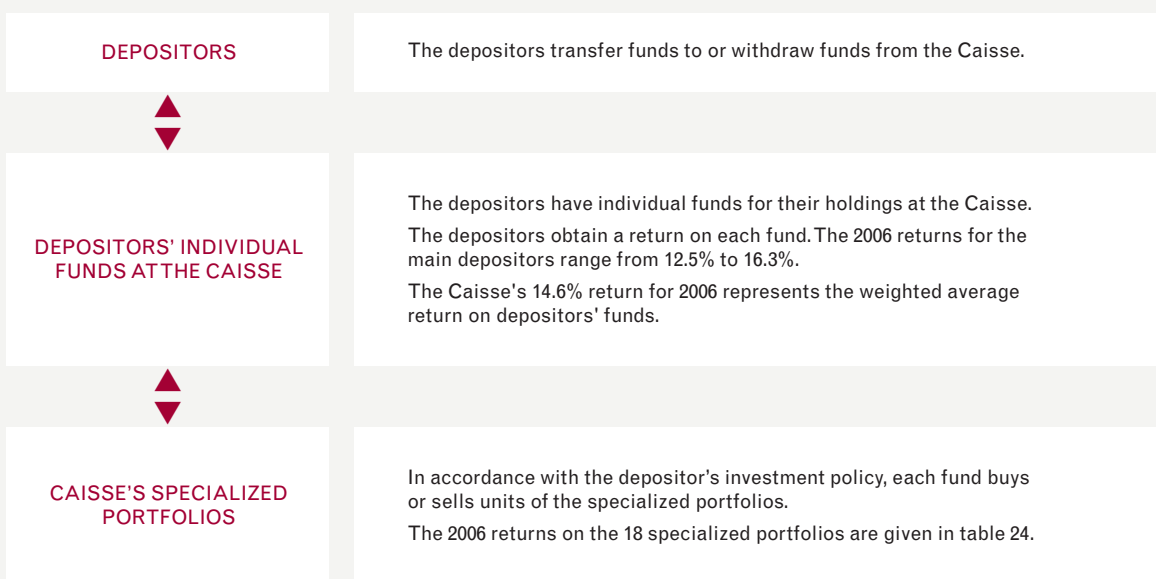 DEPOSITORS
The depositors transfer funds to or withdraw funds from the Caisse.
DEPOSITORS' INDIVIDUAL
FUNDS AT THE CAISSE
The depositors have individual funds for their holdings at the Caisse.
The depositors obtain a return on each fund. The 2006 returns for the
main depositors range from 12.5% to 16.3%.
The Caisse's 14.6% return for 2006 represents the weighted average
return on depositors' funds.
CAISSE'S SPECIALIZED
PORTFOLIOS
In accordance with the depositor's investment policy, each fund buys
or sells units of the specialized portfolios.
The 2006 returns on the 18 specialized portfolios are given in table 24.